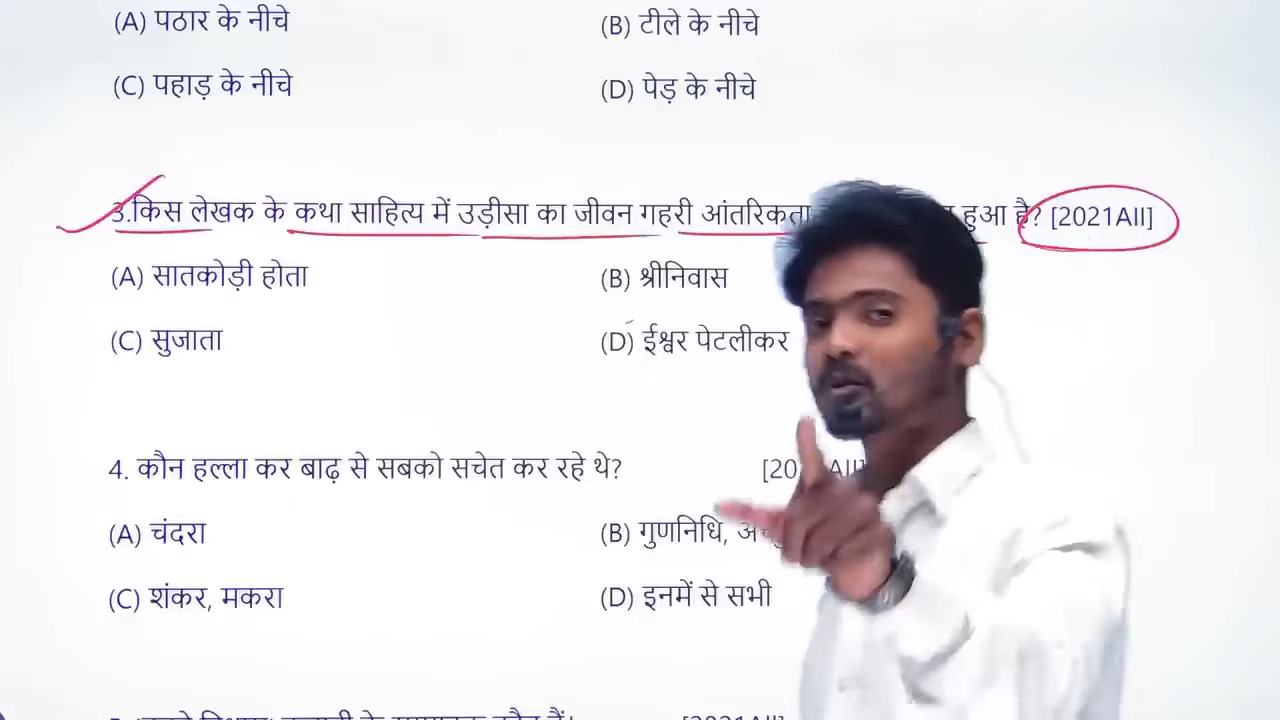 (A) पठार के नीचे (B) टीले के नीचे
(C) पहाड़ के नीचे (D) पेड़ के नीचे
3.किस लेखक के कथा साहित्य में उड़ीसा का जीवन गहरी आंतरिकता हुआ है? [2021AII]
(A) सातकोड़ी होता (B) श्रीनिवास
(C) सुजाता (D) ईश्वर पेटलीकर
4. कौन हल्ला कर बाढ़ से सबको सचेत कर रहे थे?
(A) चंदरा (B) गुणनिधि,
(C) शंकर, मकरा (D) इनमें से सभी